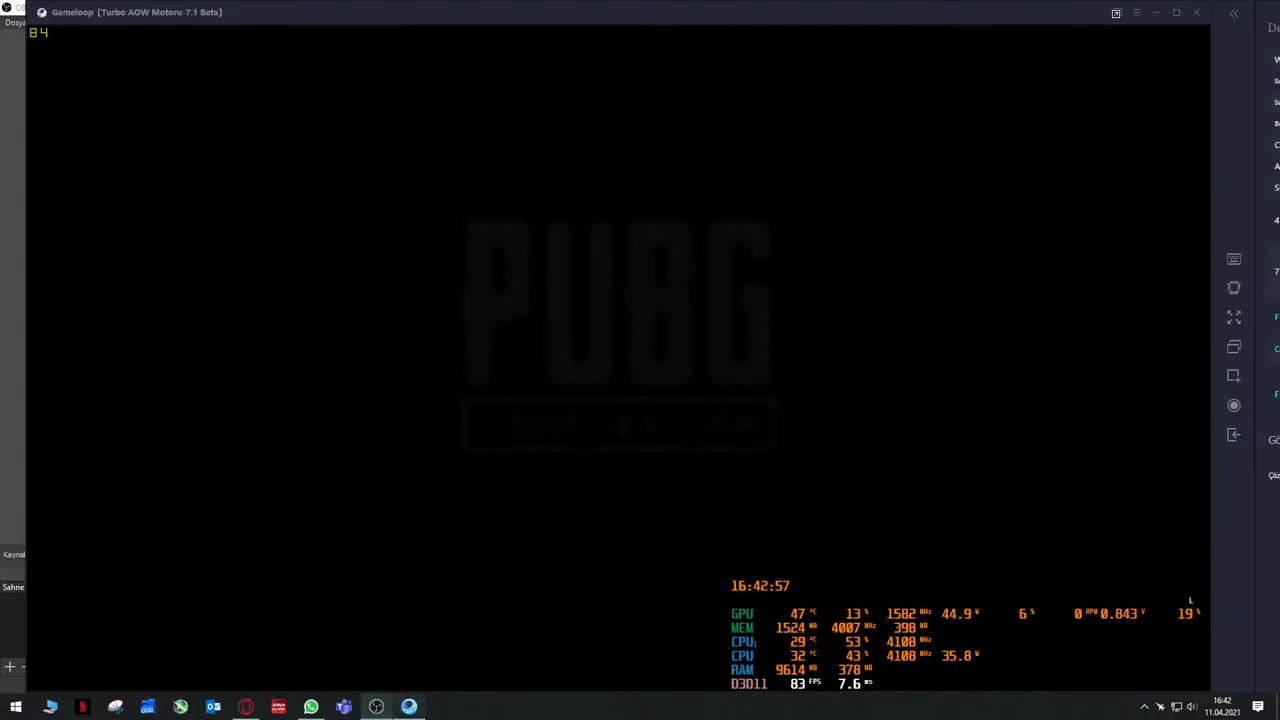 Gameloop [Turbo AOW Motoru-7.1 Beta]
Dosya
84
PUBG
16:42:57
GPU 47 °C 13 % 1582 MHz 44.9 W 6 % 0 RPM 0.843 V 19 %
MEM 1524 MB 4007 MHz 398 MB
CPU1 29 °C 53 % 4108 MHz
CPU 32 °C 43 % 4108 MHz 35.8 W
RAM 9614 MB 378 MB
D3D11 83 FPS 7.6 ms
Kaynak
Sahne
16:42
11.04.2021